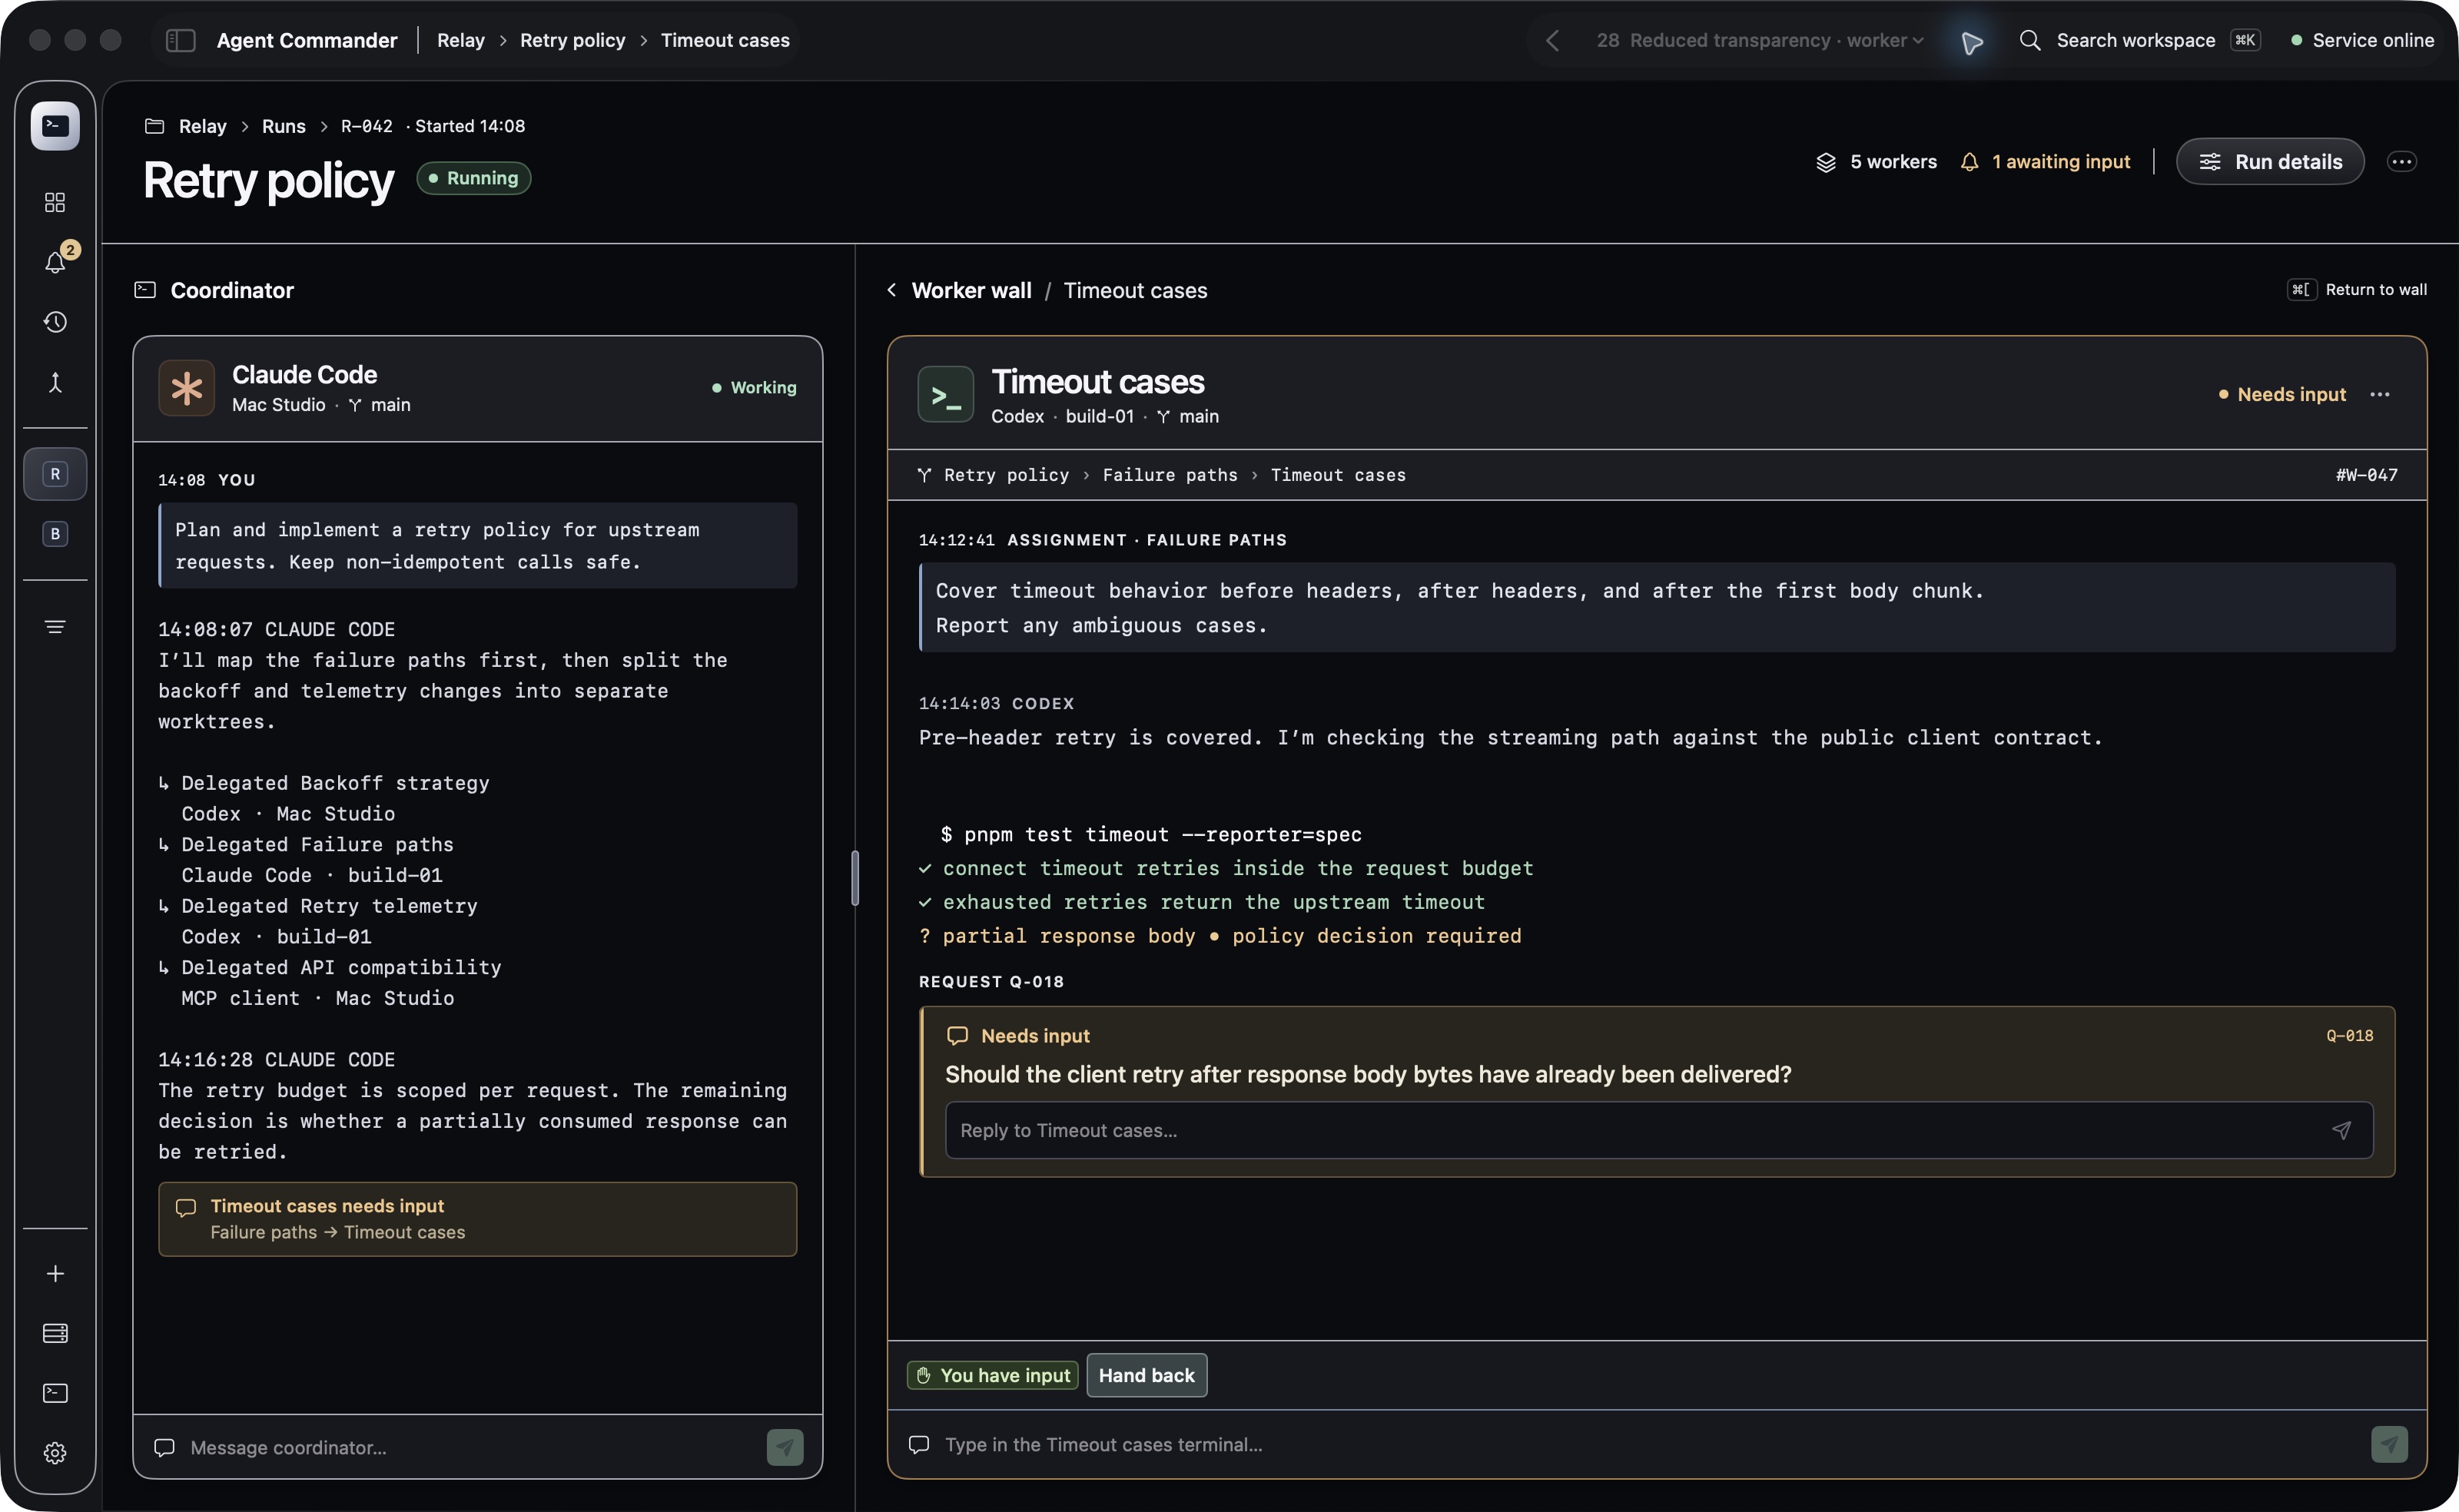 Agent Commander
Relay › Retry policy › Timeout cases
28 Reduced transparency · worker
Search workspace ⌘K
Service online
>-
2
R
B
Relay › Runs › R-042 · Started 14:08
Retry policy
Running
5 workers
1 awaiting input
Run details
Coordinator
Claude Code
Mac Studio · main
Working
14:08 YOU
Plan and implement a retry policy for upstream
requests. Keep non-idempotent calls safe.
14:08:07 CLAUDE CODE
I’ll map the failure paths first, then split the
backoff and telemetry changes into separate
worktrees.
↳ Delegated Backoff strategy
Codex · Mac Studio
↳ Delegated Failure paths
Claude Code · build-01
↳ Delegated Retry telemetry
Codex · build-01
↳ Delegated API compatibility
MCP client · Mac Studio
14:16:28 CLAUDE CODE
The retry budget is scoped per request. The remaining
decision is whether a partially consumed response can
be retried.
Timeout cases needs input
Failure paths → Timeout cases
Message coordinator...
Worker wall / Timeout cases
⌘[ Return to wall
>_
Timeout cases
Codex · build-01 · main
Needs input
Retry policy › Failure paths › Timeout cases
#W-047
14:12:41 ASSIGNMENT · FAILURE PATHS
Cover timeout behavior before headers, after headers, and after the first body chunk.
Report any ambiguous cases.
14:14:03 CODEX
Pre-header retry is covered. I’m checking the streaming path against the public client contract.
$ pnpm test timeout --reporter=spec
✓ connect timeout retries inside the request budget
✓ exhausted retries return the upstream timeout
? partial response body • policy decision required
REQUEST Q-018
Needs input
Q-018
Should the client retry after response body bytes have already been delivered?
Reply to Timeout cases...
You have input
Hand back
Type in the Timeout cases terminal...